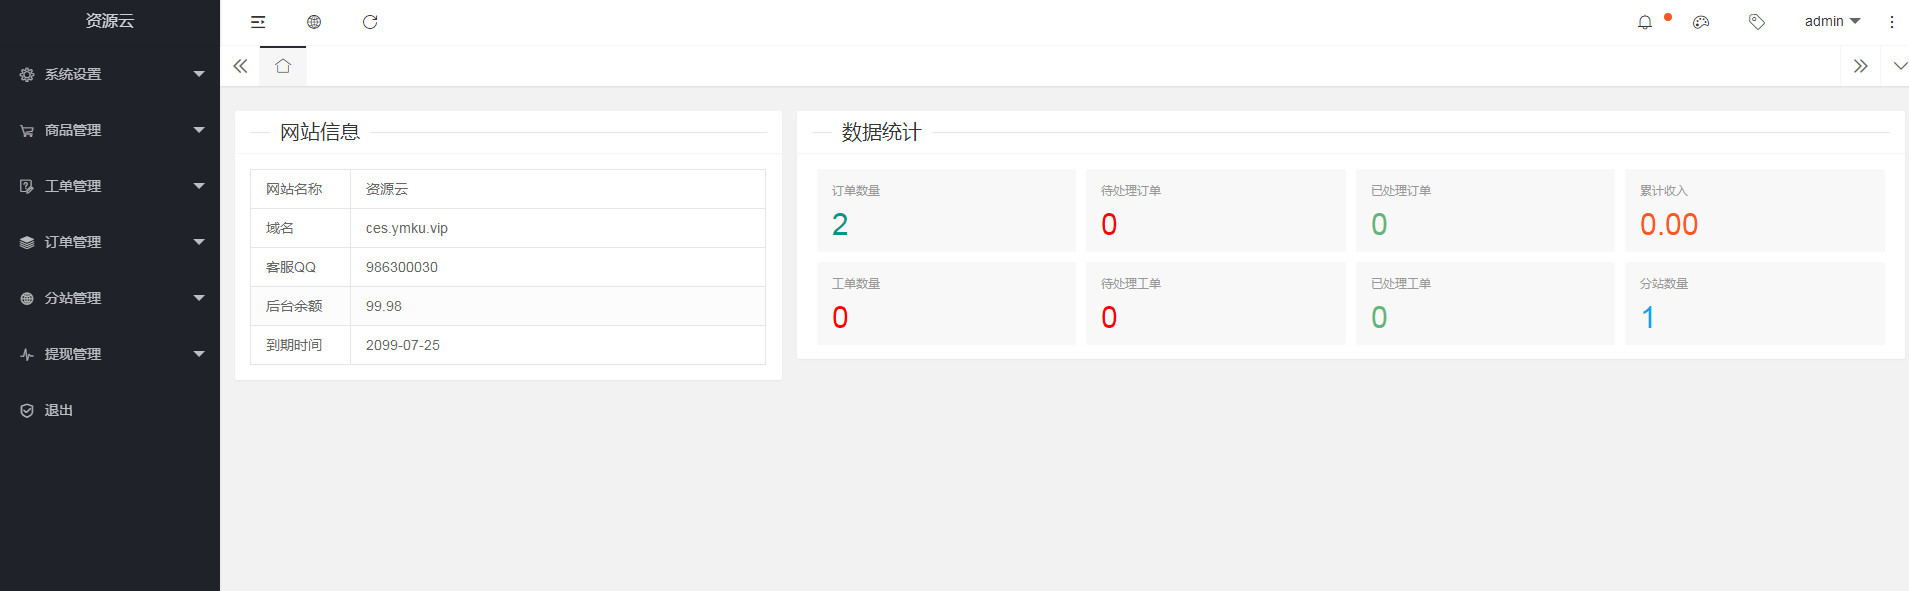 资源云
admin
系统设置
商品管理
工单管理
订单管理
分站管理
提现管理
退出
网站信息
网站名称 资源云
域名 ces.ymku.vip
客服QQ 986300030
后台余额 99.98
到期时间 2099-07-25
数据统计
订单数量 待处理订单 已处理订单 累计收入
2 0 0 0.00
工单数量 待处理工单 已处理工单 分站数量
0 0 0 1